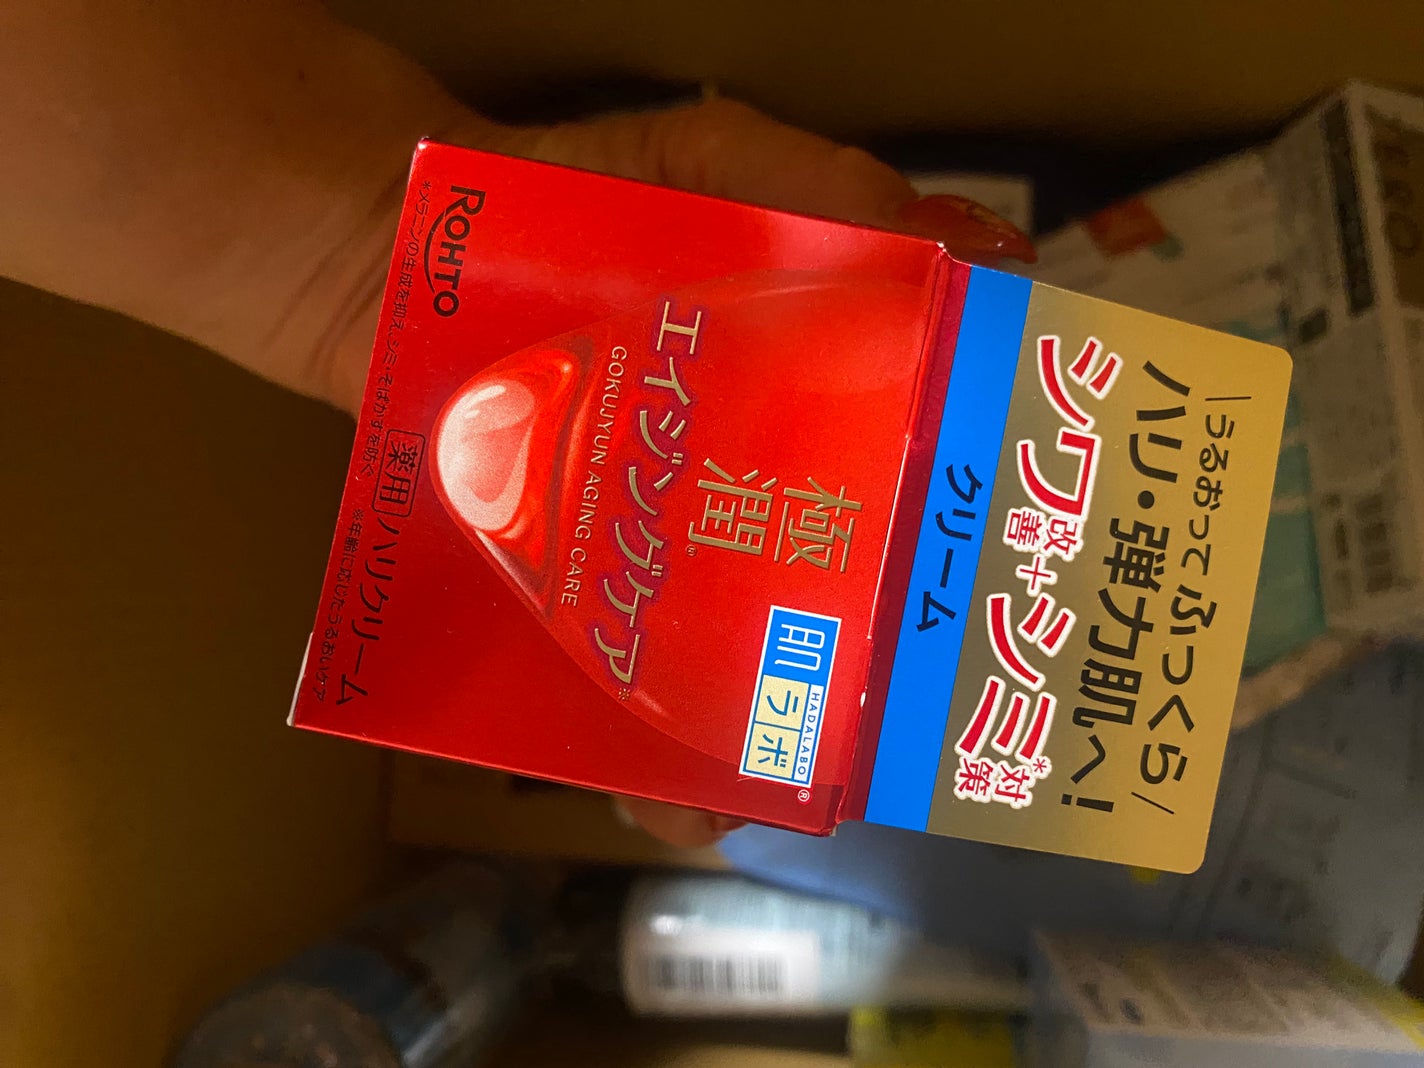 \うるおってふっくら/
ハリ・弾力肌へ!
シワ改善+シミ*対策
クリーム
肌ラボ®
HADALABO
極潤®
エイジングケア※
GOKUJYUN AGING CARE
薬用 ハリクリーム
※年齢に応じたうるおいケア
ROHTO
*メラニンの生成を抑え、シミ・そばかすを防ぐ